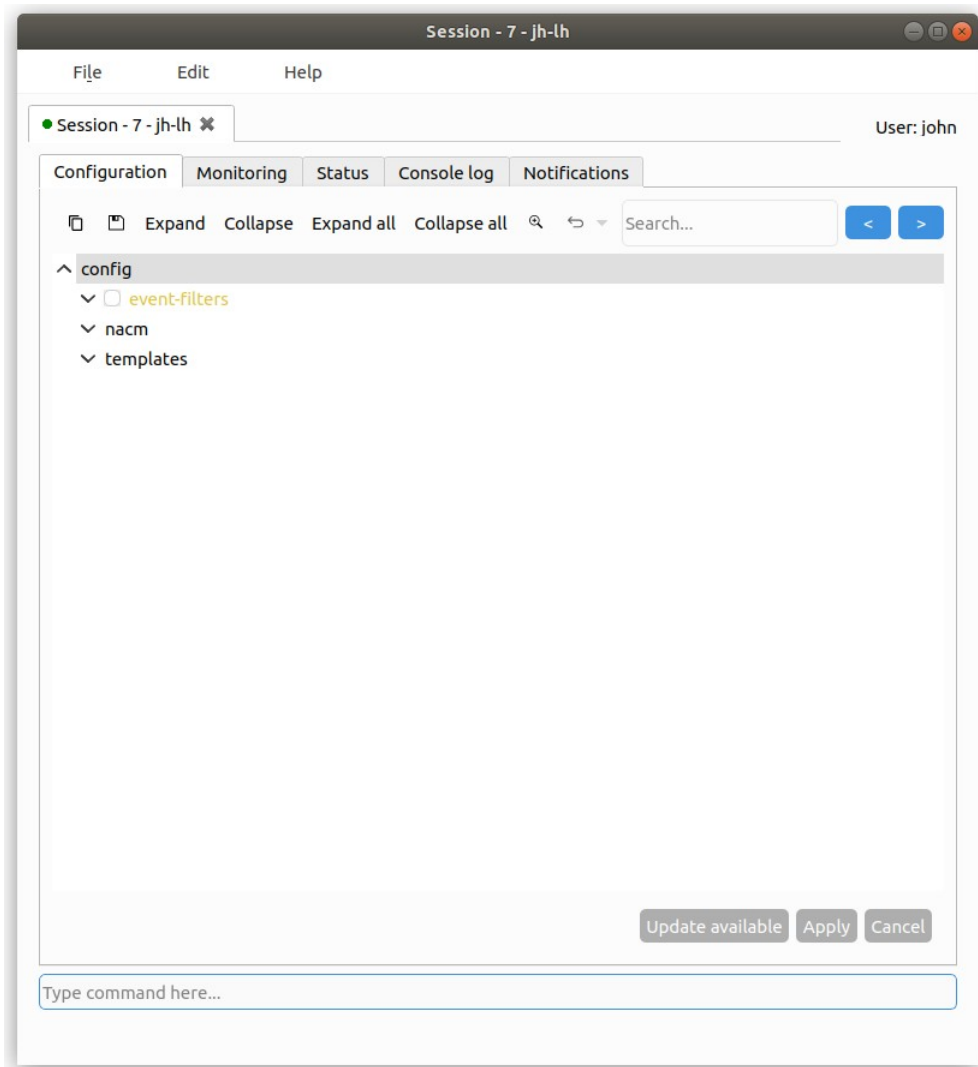 Session - 7 - jh-lh
File Edit Help
Session - 7 - jh-lh
User: john
Configuration Monitoring Status Console log Notifications
Expand Collapse Expand all Collapse all Search... < >
config
event-filters
nacm
templates
Update available Apply Cancel
Type command here...